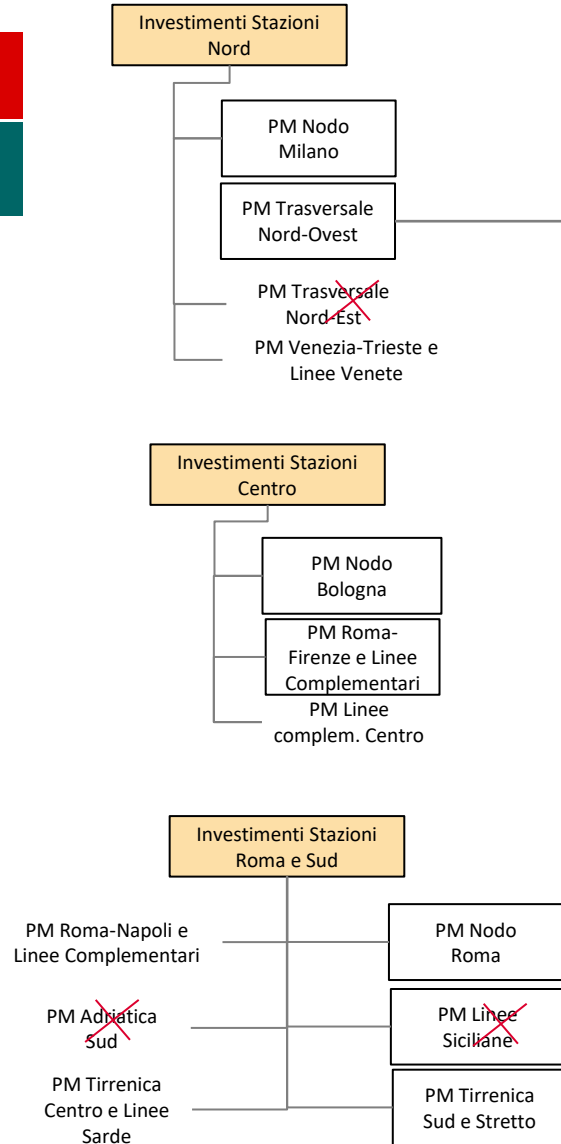 Investimenti Stazioni
Nord
PM Nodo
Milano
PM Trasversale
Nord-Ovest
PM Trasversale
Nord-Est
PM Venezia-Trieste e
Linee Venete
Investimenti Stazioni
Centro
PM Nodo
Bologna
PM Roma-
Firenze e Linee
Complementari
PM Linee
complem. Centro
Investimenti Stazioni
Roma e Sud
PM Roma-Napoli e
Linee Complementari
PM Nodo
Roma
PM Adriatica
Sud
PM Linee
Siciliane
PM Tirrenica
Centro e Linee
Sarde
PM Tirrenica
Sud e Stretto